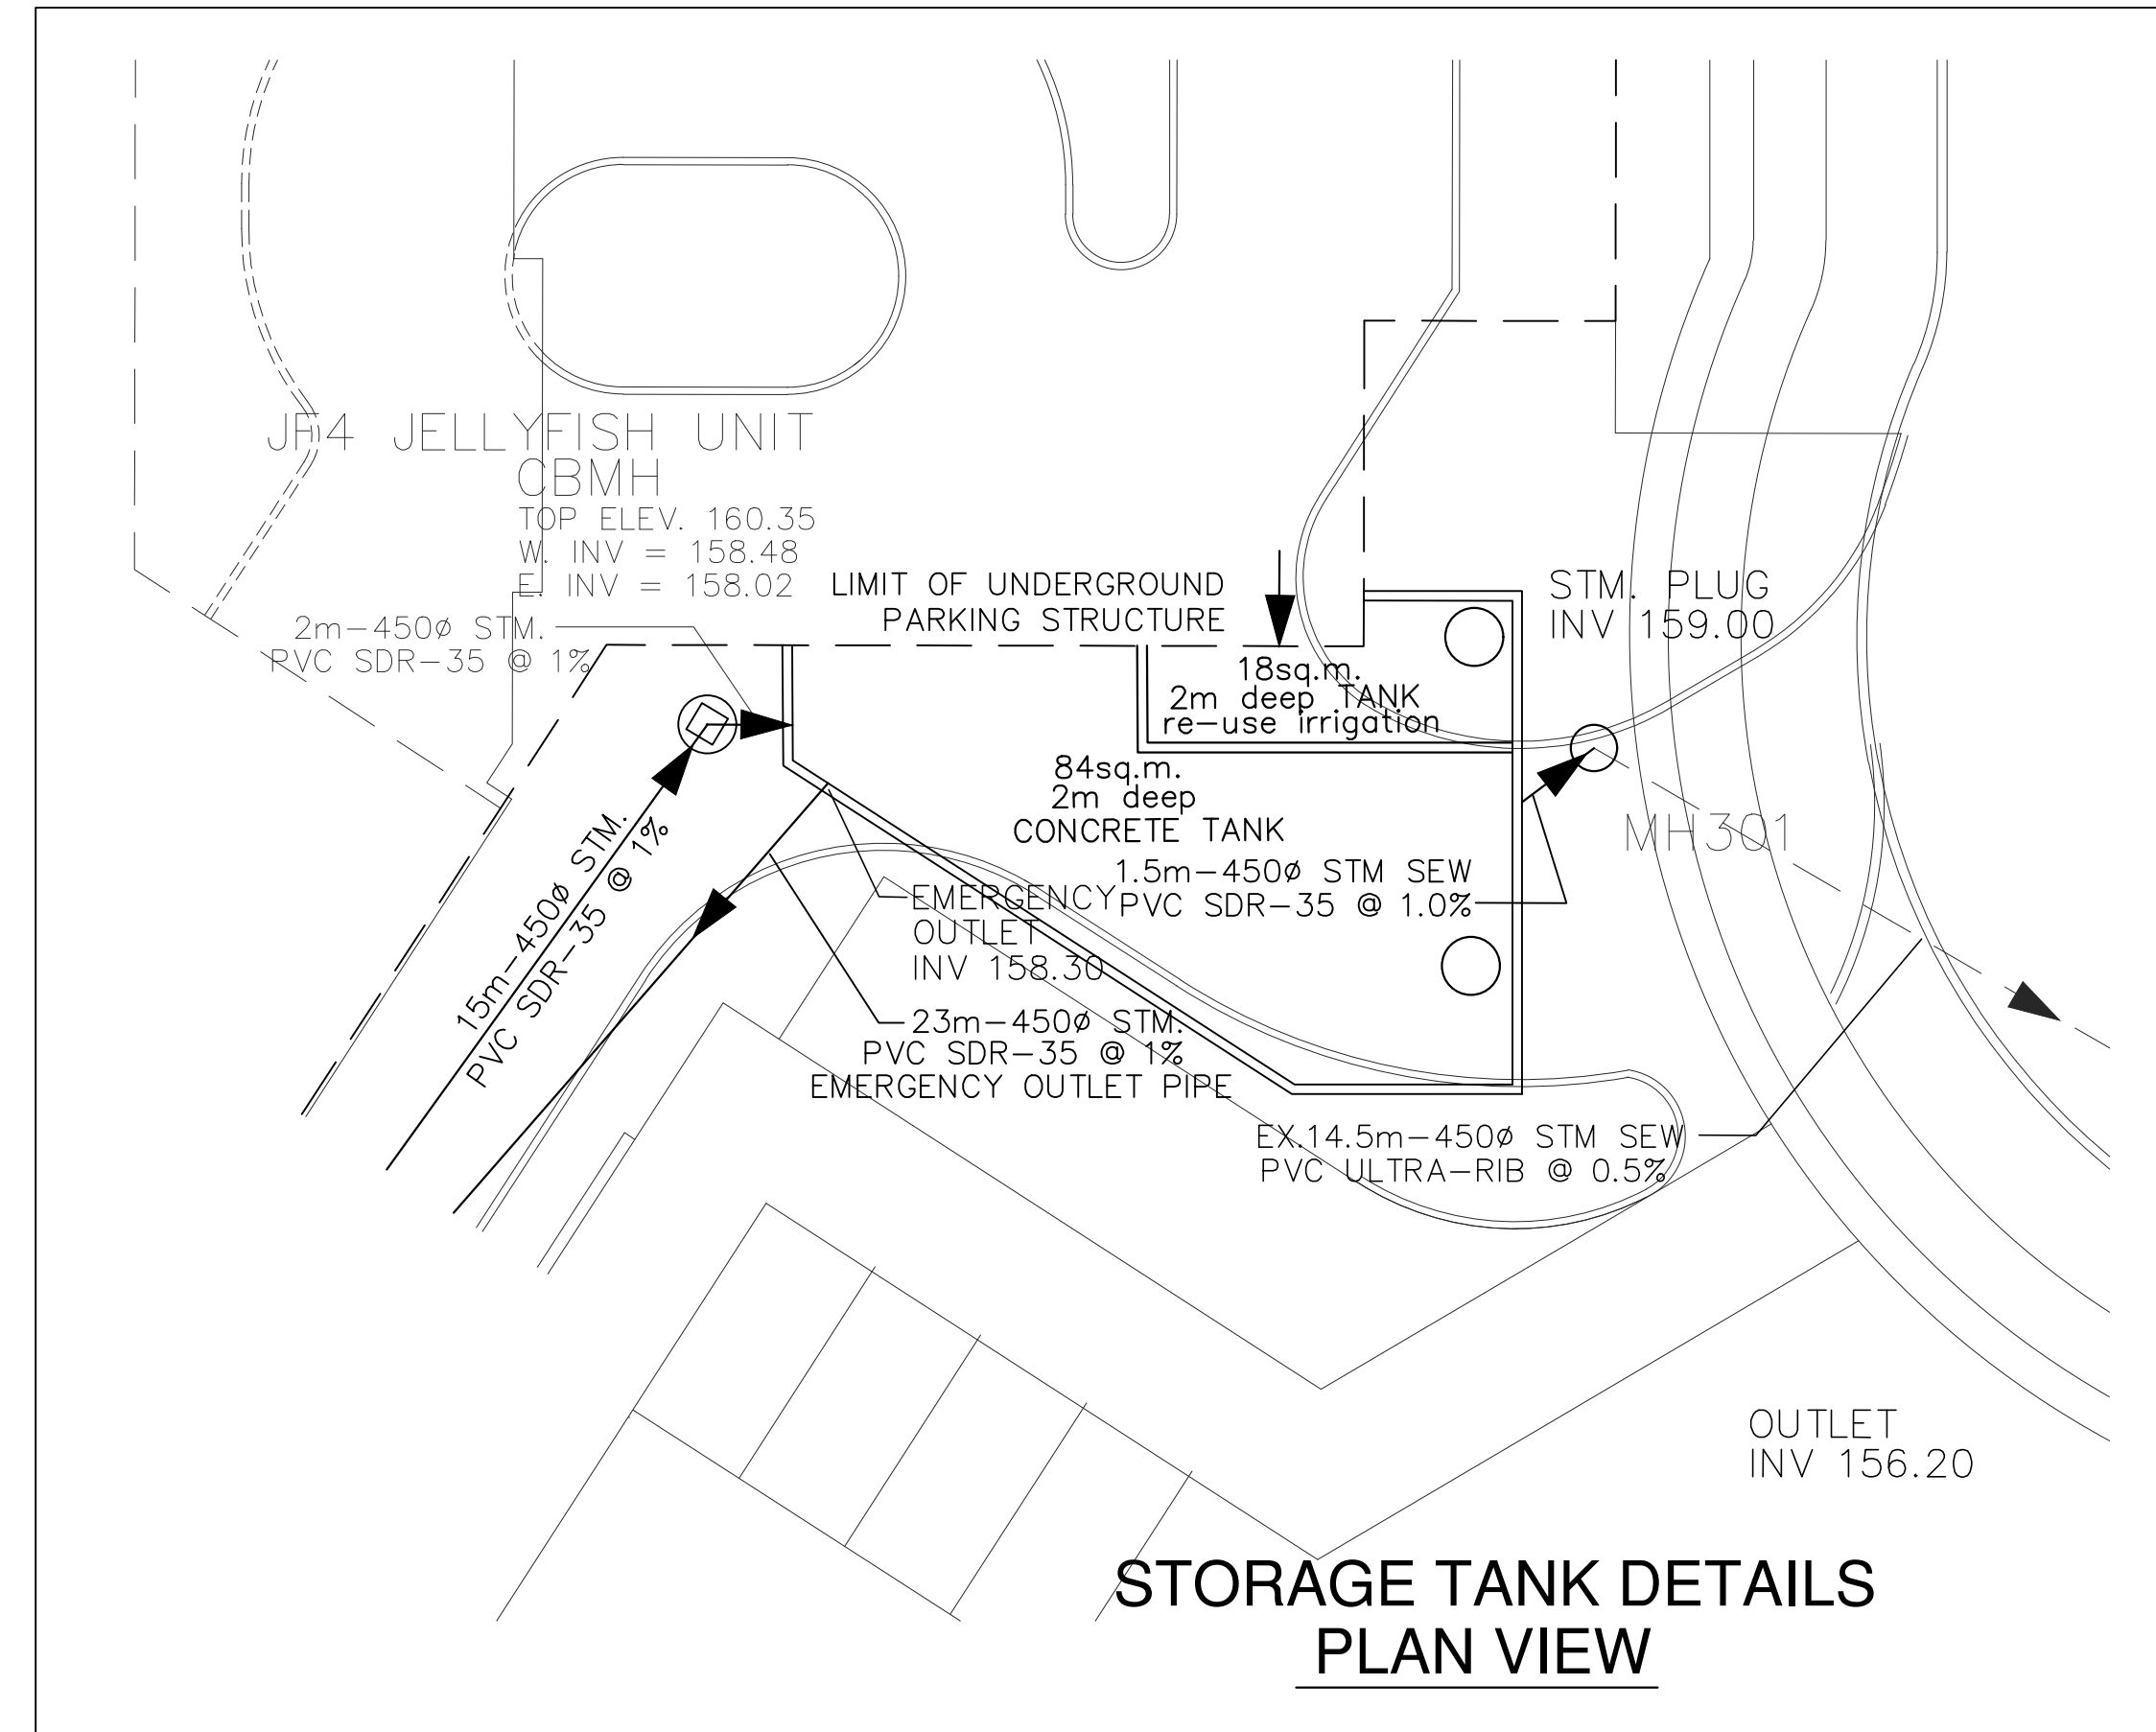 JF4 JELLYFISH UNIT
CBMH
TOP ELEV. 160.35
W. INV = 158.48
E. INV = 158.02
2m-450ø STM.
PVC SDR-35 @ 1%
LIMIT OF UNDERGROUND
PARKING STRUCTURE
STM. PLUG
INV 159.00
18sq.m.
2m deep TANK
re-use irrigation
84sq.m.
2m deep
CONCRETE TANK
MH301
1.5m-450ø STM SEW
PVC SDR-35 @ 1.0%
15m-450ø STM.
PVC SDR-35 @ 1%
EMERGENCY
OUTLET
INV 158.30
23m-450ø STM.
PVC SDR-35 @ 1%
EMERGENCY OUTLET PIPE
EX.14.5m-450ø STM SEW
PVC ULTRA-RIB @ 0.5%
OUTLET
INV 156.20
STORAGE TANK DETAILS
PLAN VIEW